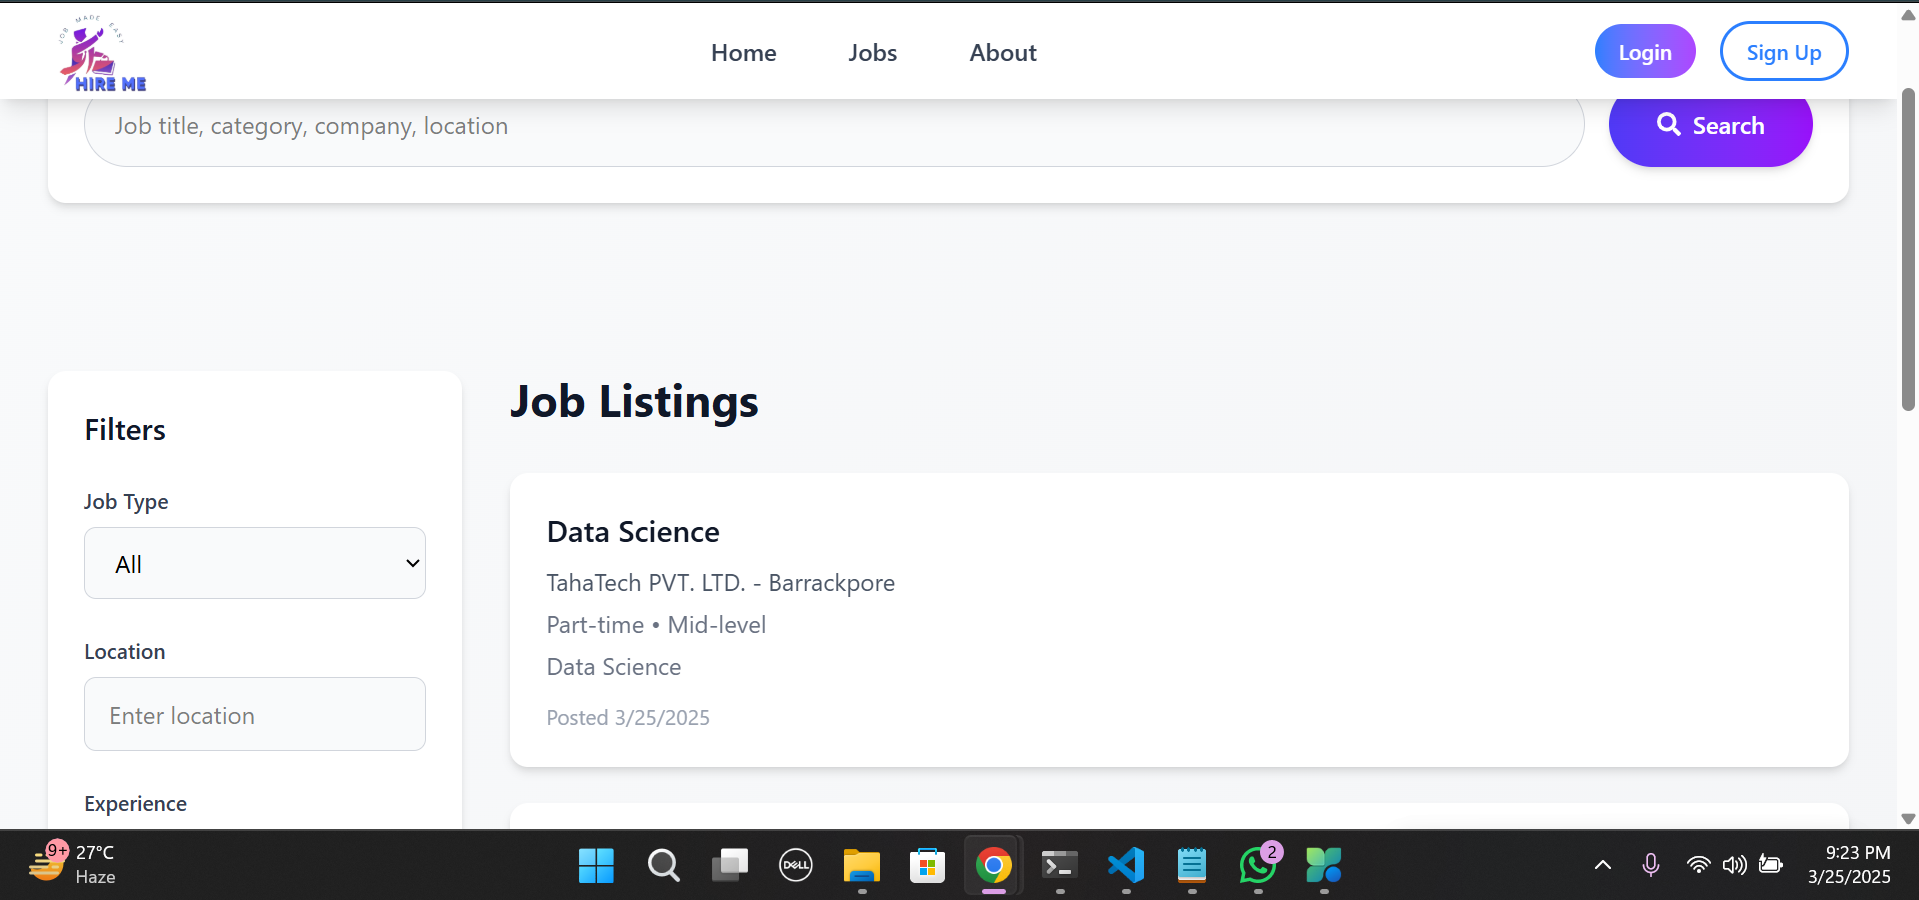 JOB MADE EASY
HIRE ME
Home
Jobs
About
Login
Sign Up
Job title, category, company, location
Search
Filters
Job Type
All
Location
Enter location
Experience
Job Listings
Data Science
TahaTech PVT. LTD. - Barrackpore
Part-time • Mid-level
Data Science
Posted 3/25/2025
9+
27°C
Haze
DELL
2
9:23 PM
3/25/2025